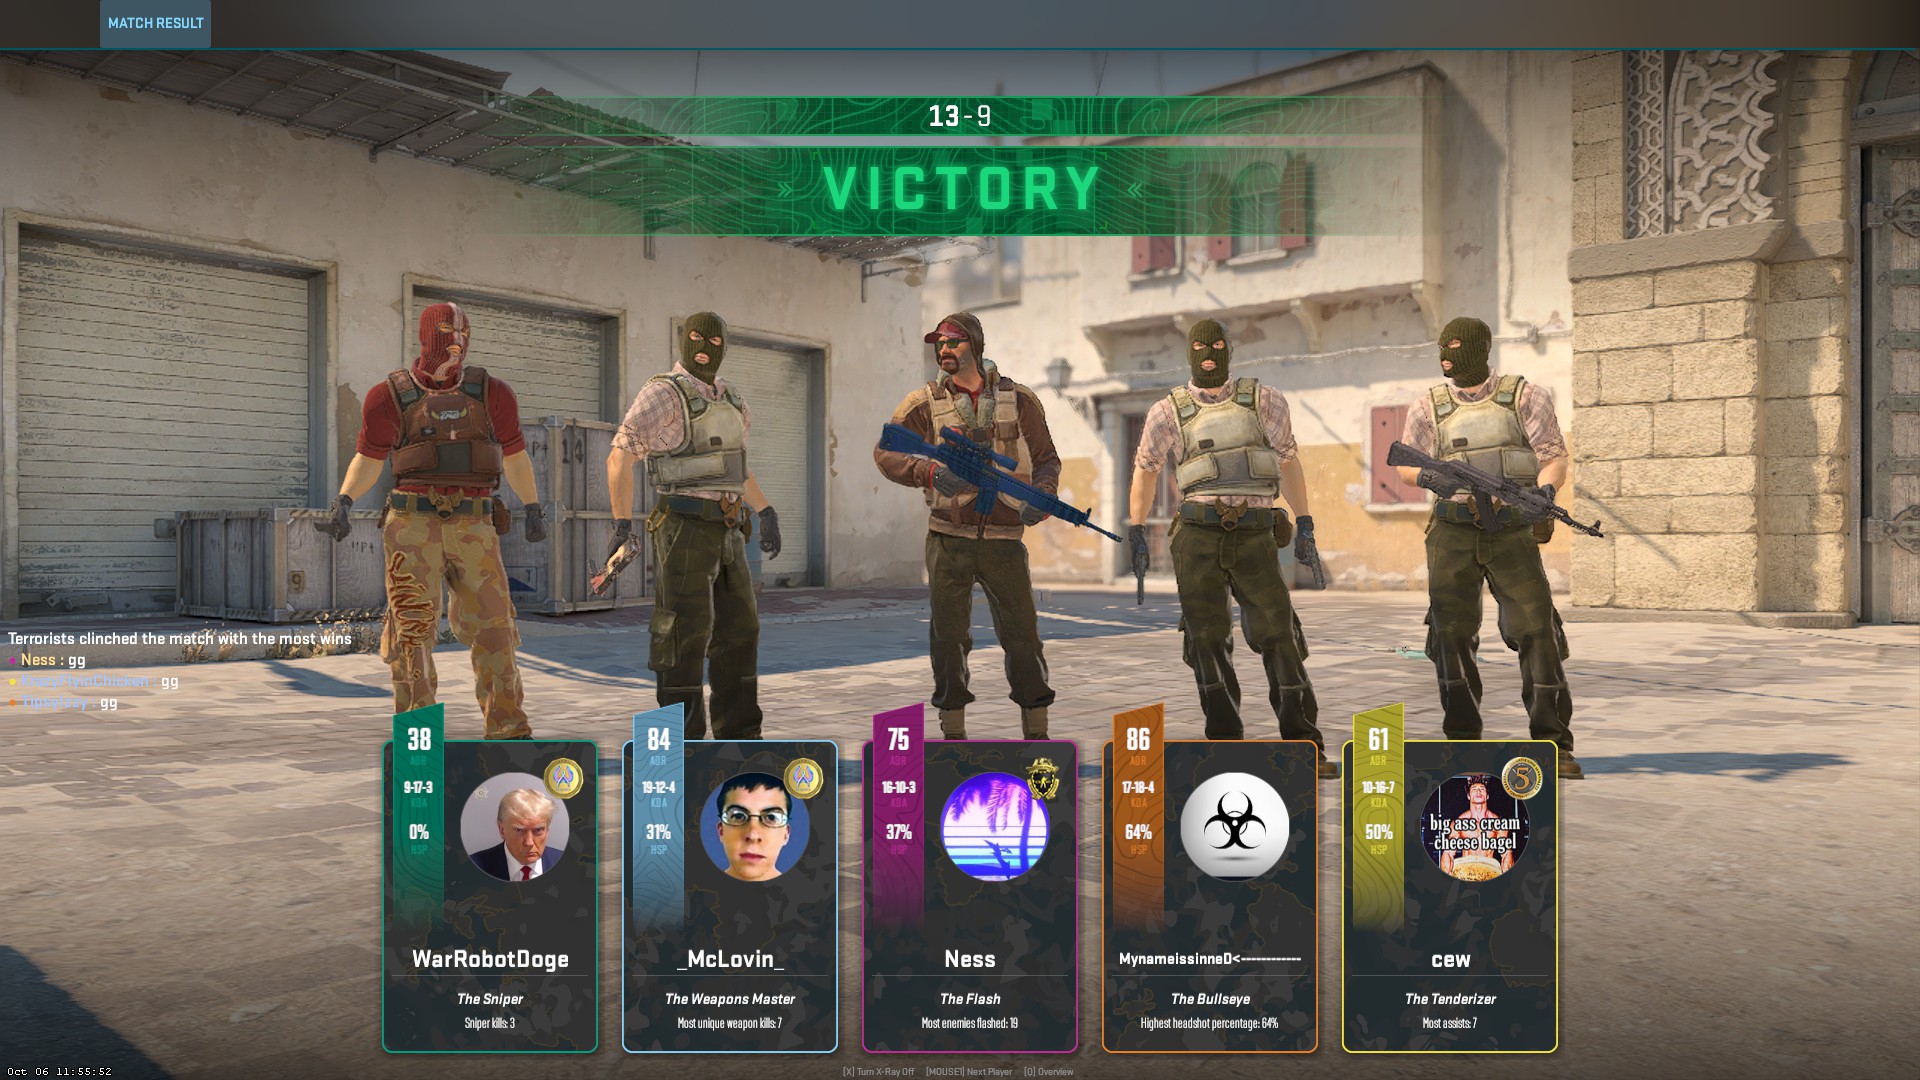 MATCH RESULT
13-9
» VICTORY «
Terrorists clinched the match with the most wins
Ness : gg
CrazyFlyinChicken : gg
gg
38
ADR
9-17-3
KDA
0%
HSP
WarRobotDoge
The Sniper
Sniper kills: 3
84
ADR
19-12-4
KDA
31%
HSP
_McLovin_
The Weapons Master
Most unique weapon kills: 7
75
ADR
16-10-3
KDA
37%
HSP
Ness
The Flash
Most enemies flashed: 19
86
ADR
17-18-4
KDA
64%
HSP
MynameissinneD<------------
The Bullseye
Highest headshot percentage: 64%
61
ADR
10-16-7
KDA
50%
HSP
5
big ass cream
cheese bagel
cew
The Tenderizer
Most assists: 7
Oct 06 11:55:52
[X] Turn X-Ray Off [MOUSE1] Next Player [Q] Overview